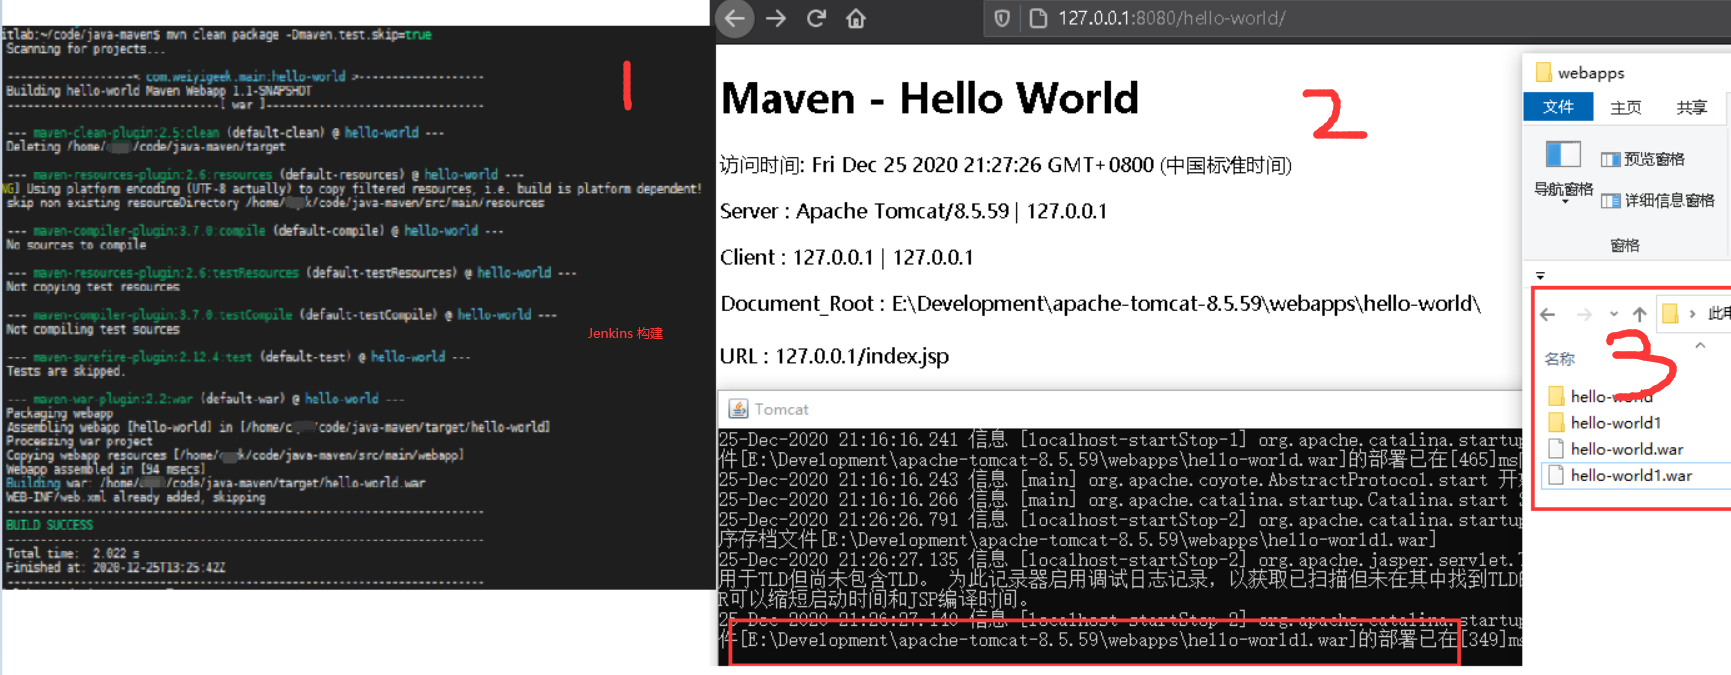 itlab:~/code/java-maven$ mvn clean package -Dmaven.test.skip=true
Scanning for projects...
-------------------< com.weiyigeek.main:hello-world >-------------------
Building hello-world Maven Webapp 1.1-SNAPSHOT
--------------------------------[ war ]---------------------------------
--- maven-clean-plugin:2.5:clean (default-clean) @ hello-world ---
Deleting /home/ /code/java-maven/target
--- maven-resources-plugin:2.6:resources (default-resources) @ hello-world ---
NG] Using platform encoding (UTF-8 actually) to copy filtered resources, i.e. build is platform dependent!
skip non existing resourceDirectory /home/ k/code/java-maven/src/main/resources
--- maven-compiler-plugin:3.7.0:compile (default-compile) @ hello-world ---
No sources to compile
--- maven-resources-plugin:2.6:testResources (default-testResources) @ hello-world ---
Not copying test resources
--- maven-compiler-plugin:3.7.0:testCompile (default-testCompile) @ hello-world ---
Not compiling test sources
--- maven-surefire-plugin:2.12.4:test (default-test) @ hello-world ---
Tests are skipped.
--- maven-war-plugin:2.2:war (default-war) @ hello-world ---
Packaging webapp
Assembling webapp [hello-world] in [/home/ /code/java-maven/target/hello-world]
Processing war project
Copying webapp resources [/home/ k/code/java-maven/src/main/webapp]
Webapp assembled in [94 msecs]
Building war: /home/ /code/java-maven/target/hello-world.war
WEB-INF/web.xml already added, skipping
------------------------------------------------------------------------
BUILD SUCCESS
------------------------------------------------------------------------
Total time:  2.022 s
Finished at: 2020-12-25T13:25:42Z
------------------------------------------------------------------------
1
Jenkins 构建
127.0.0.1:8080/hello-world/
Maven - Hello World
2
访问时间: Fri Dec 25 2020 21:27:26 GMT+0800 (中国标准时间)
Server : Apache Tomcat/8.5.59 | 127.0.0.1
Client : 127.0.0.1 | 127.0.0.1
Document_Root : E:\Development\apache-tomcat-8.5.59\webapps\hello-world\
URL : 127.0.0.1/index.jsp
Tomcat
25-Dec-2020 21:16:16.241 信息 [localhost-startStop-1] org.apache.catalina.startup
件[E:\Development\apache-tomcat-8.5.59\webapps\hello-world.war]的部署已在[465]ms
25-Dec-2020 21:16:16.243 信息 [main] org.apache.coyote.AbstractProtocol.start 开
25-Dec-2020 21:16:16.266 信息 [main] org.apache.catalina.startup.Catalina.start
25-Dec-2020 21:26:26.791 信息 [localhost-startStop-2] org.apache.catalina.startup
序存档文件[E:\Development\apache-tomcat-8.5.59\webapps\hello-world1.war]
25-Dec-2020 21:26:27.135 信息 [localhost-startStop-2] org.apache.jasper.servlet.
用于TLD但尚未包含TLD。 为此记录器启用调试日志记录，以获取已扫描但未在其中找到TLD
R可以缩短启动时间和JSP编译时间。
25-Dec-2020 21:26:27.140 信息 [localhost-startStop-2] org.apache.catalina.startup
件[E:\Development\apache-tomcat-8.5.59\webapps\hello-world1.war]的部署已在[349]ms
webapps
文件 主页 共享
导航窗格
预览窗格
详细信息窗格
窗格
此电
3
名称
hello-world
hello-world1
hello-world.war
hello-world1.war